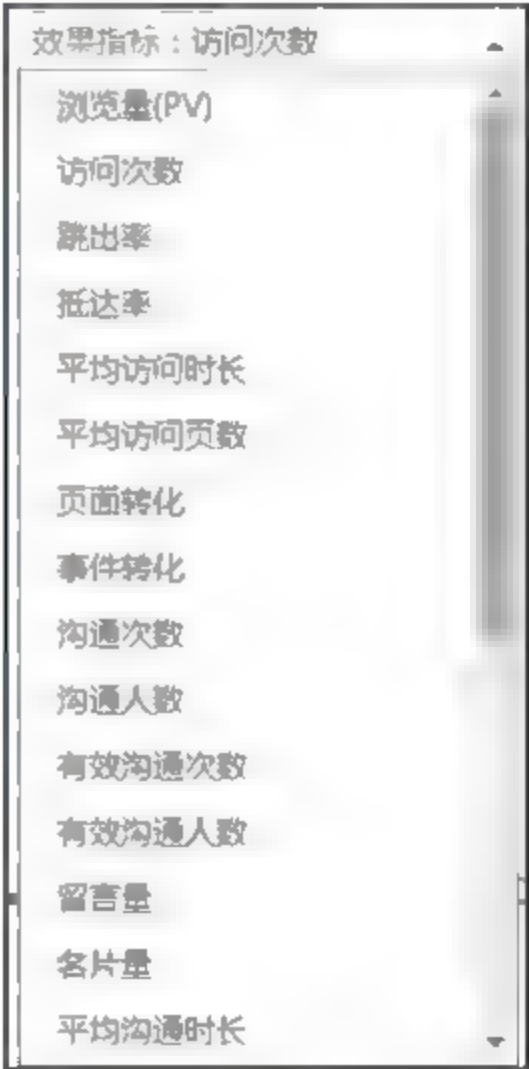 效果指标：访问次数
浏览量(PV)
访问次数
跳出率
抵达率
平均访问时长
平均访问页数
页面转化
事件转化
沟通次数
沟通人数
有效沟通次数
有效沟通人数
留言量
名片量
平均沟通时长